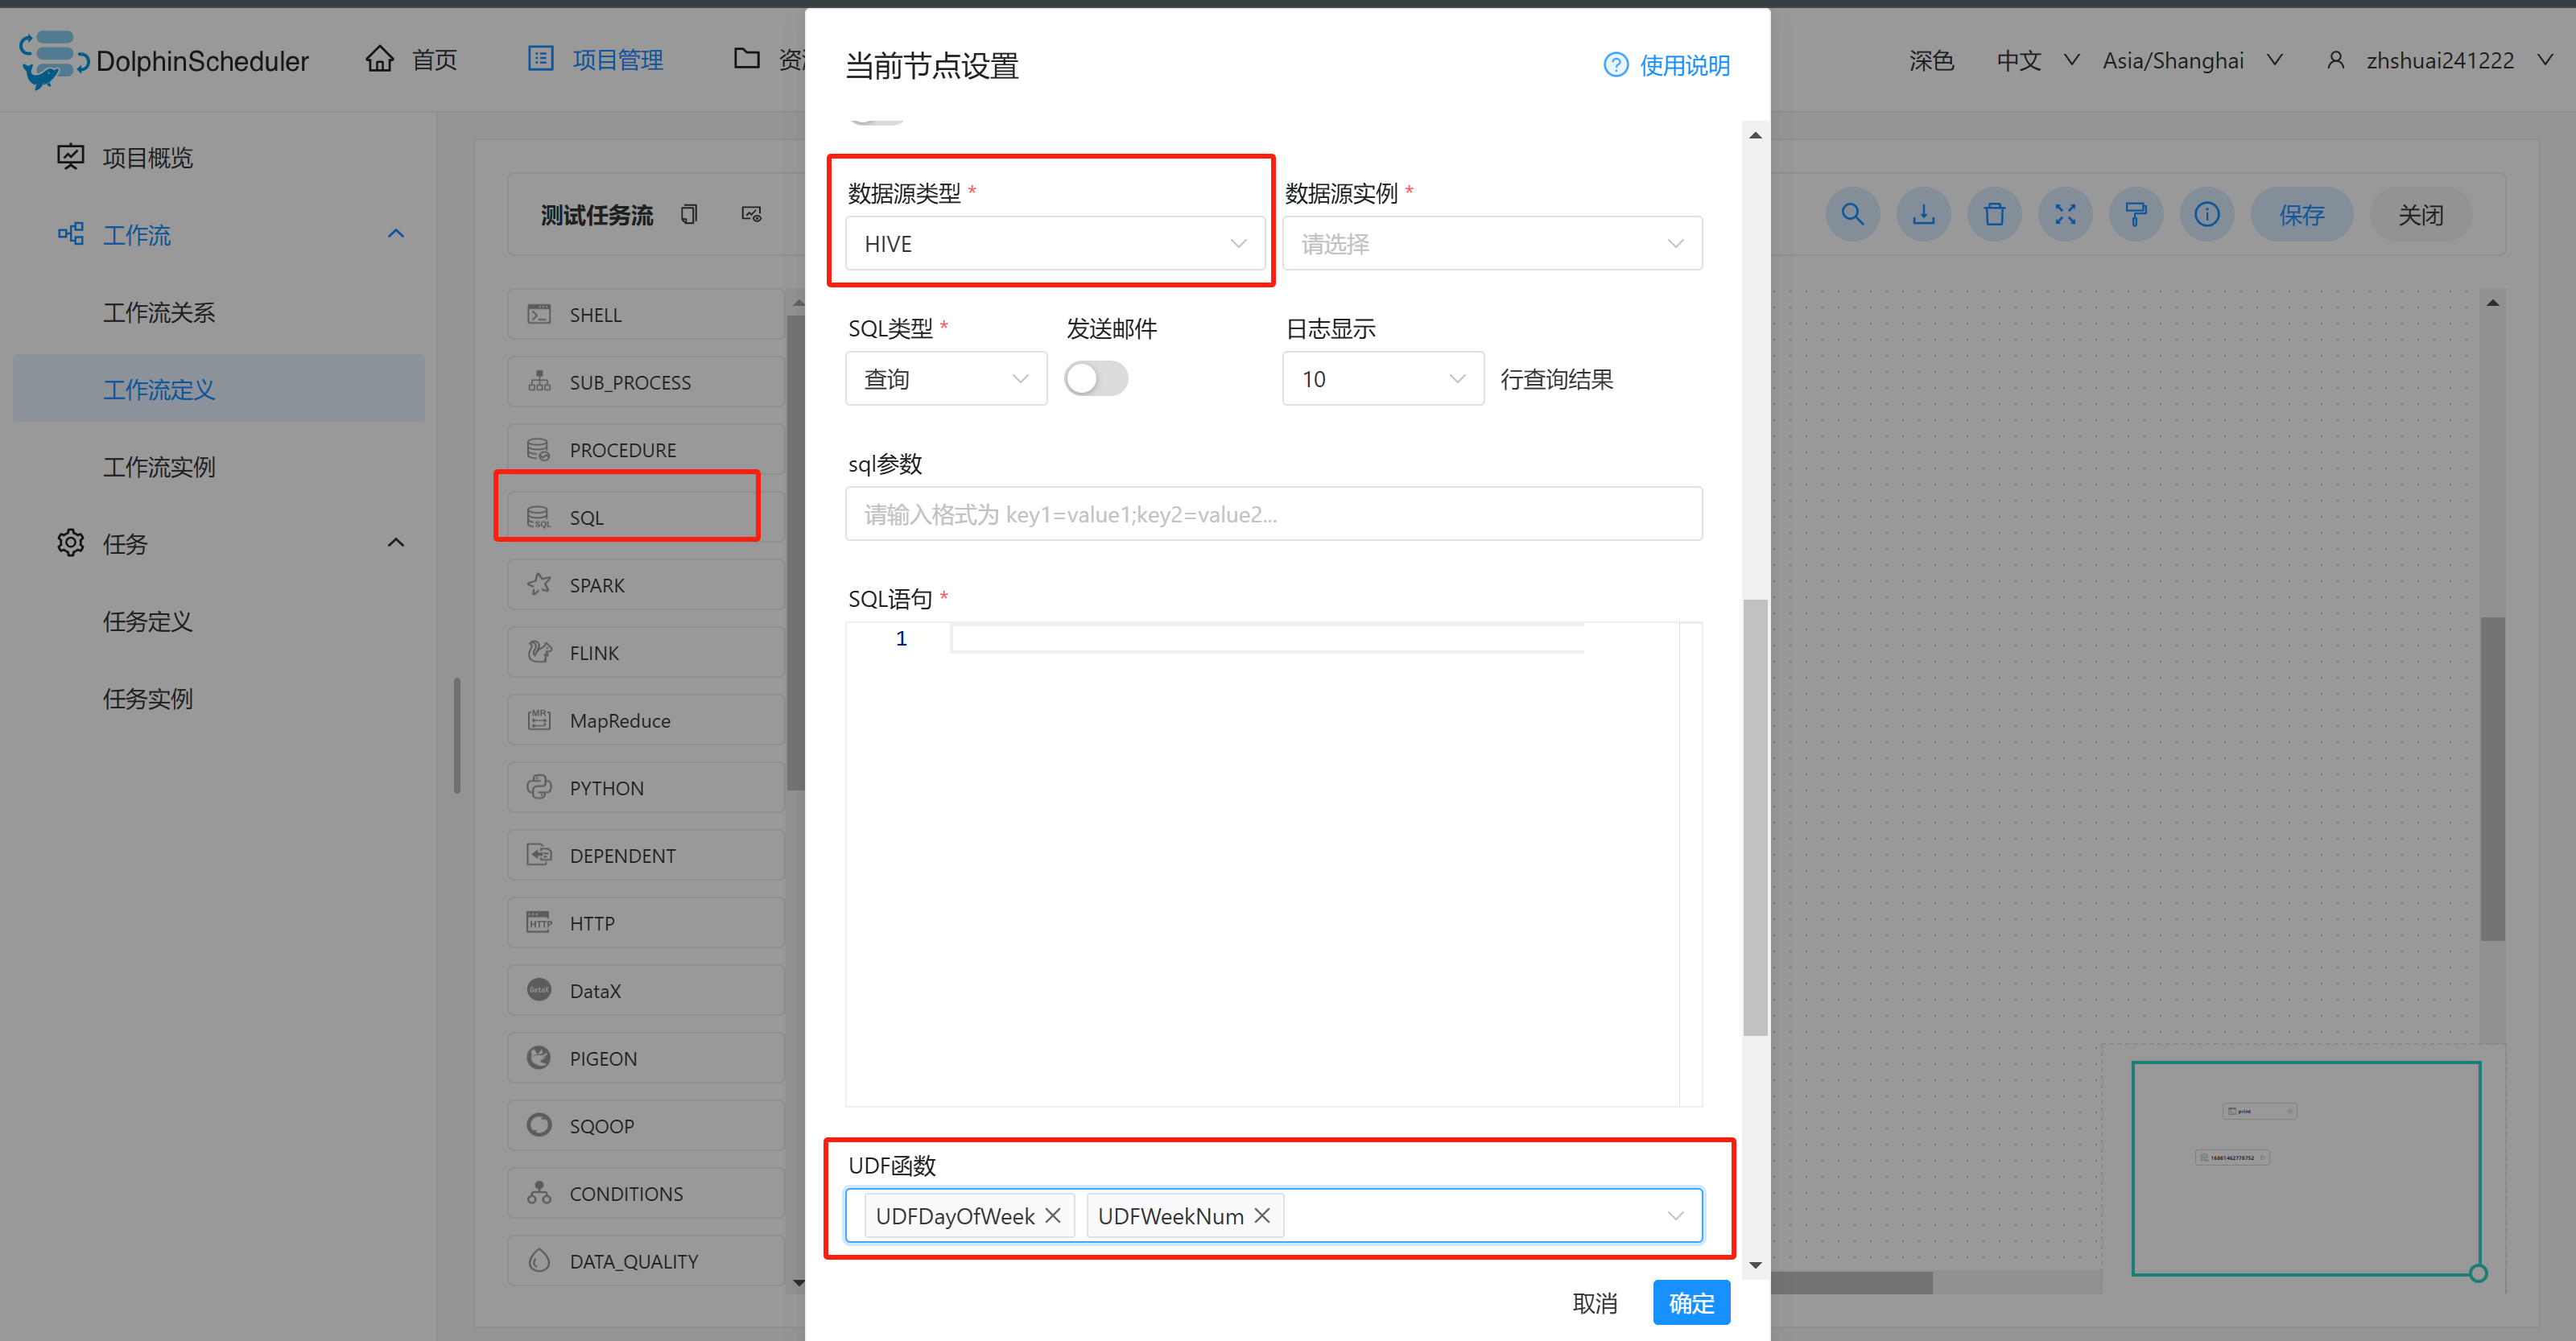 DolphinScheduler
首页
项目管理
深色
中文
Asia/Shanghai
zhshuai241222
项目概览
工作流
工作流关系
工作流定义
工作流实例
任务
任务定义
任务实例
测试任务流
保存
关闭
SHELL
SUB_PROCESS
PROCEDURE
SQL
SPARK
FLINK
MapReduce
PYTHON
DEPENDENT
HTTP
DataX
PIGEON
SQOOP
CONDITIONS
DATA_QUALITY
当前节点设置
使用说明
数据源类型 *
数据源实例 *
HIVE
请选择
SQL类型 *
发送邮件
日志显示
查询
10
行查询结果
sql参数
请输入格式为 key1=value1;key2=value2...
SQL语句 *
1
UDF函数
UDFDayOfWeek
UDFWeekNum
取消
确定
print